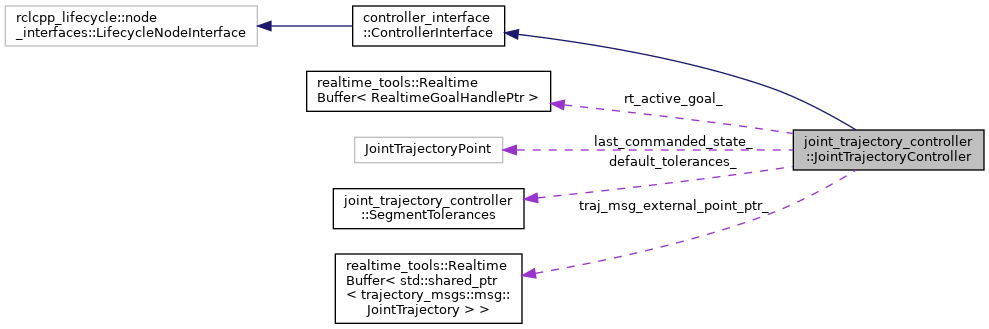 rclcpp_lifecycle::node
_interfaces::LifecycleNodeInterface
controller_interface
::ControllerInterface
realtime_tools::Realtime
Buffer< RealtimeGoalHandlePtr >
rt_active_goal_
JointTrajectoryPoint
last_commanded_state_
default_tolerances_
joint_trajectory_controller
::JointTrajectoryController
joint_trajectory_controller
::SegmentTolerances
traj_msg_external_point_ptr_
realtime_tools::Realtime
Buffer< std::shared_ptr
< trajectory_msgs::msg::
JointTrajectory > >